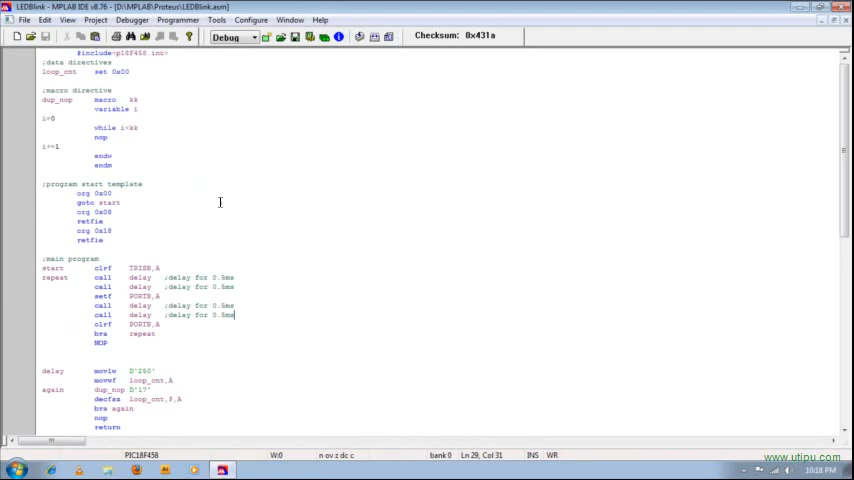 LEDBlink - MPLAB IDE v8.76 - [D:\MPLAB\Proteus\LEDBlink.asm]
File Edit View Project Debugger Programmer Tools Configure Window Help
Debug Checksum: 0x431a
#include<p18F458.inc>
;data directives
loop_cnt set 0x00
;macro directive
dup_nop macro kk
variable i
i=0
while i<kk
nop
i+=1
endw
endm
;program start template
org 0x00
goto start
org 0x08
retfie
org 0x18
retfie
;main program
start clrf TRISB,A
repeat call delay ;delay for 0.5ms
call delay ;delay for 0.5ms
setf PORTB,A
call delay ;delay for 0.5ms
call delay ;delay for 0.5ms
clrf PORTB,A
bra repeat
NOP
delay movlw D'250'
movwf loop_cnt,A
again dup_nop D'17'
decfsz loop_cnt,F,A
bra again
nop
return
PIC18F458 W:0 n ov z dc c bank 0 Ln 29, Col 31 INS WR
www.utipu.com
10:18 PM